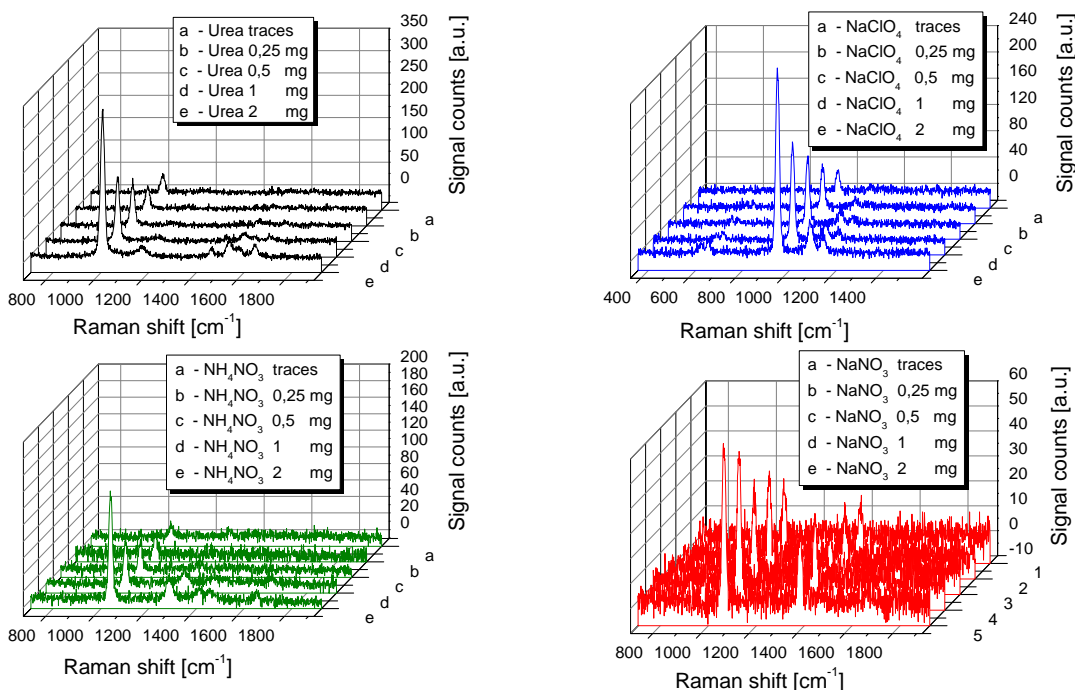 a - Urea traces
b - Urea 0,25 mg
c - Urea 0,5 mg
d - Urea 1 mg
e - Urea 2 mg
350
300
250
200
150
100
50
0
Signal counts [a.u.]
a
b
c
d
e
800 1000 1200 1400 1600 1800
Raman shift [cm⁻¹]
a - NaClO₄ traces
b - NaClO₄ 0,25 mg
c - NaClO₄ 0,5 mg
d - NaClO₄ 1 mg
e - NaClO₄ 2 mg
240
200
160
120
80
40
0
Signal counts [a.u.]
a
b
c
d
e
400 600 800 1000 1200 1400
Raman shift [cm⁻¹]
a - NH₄NO₃ traces
b - NH₄NO₃ 0,25 mg
c - NH₄NO₃ 0,5 mg
d - NH₄NO₃ 1 mg
e - NH₄NO₃ 2 mg
200
180
160
140
120
100
80
60
40
20
0
Signal counts [a.u.]
a
b
c
d
e
800 1000 1200 1400 1600 1800
Raman shift [cm⁻¹]
a - NaNO₃ traces
b - NaNO₃ 0,25 mg
c - NaNO₃ 0,5 mg
d - NaNO₃ 1 mg
e - NaNO₃ 2 mg
60
50
40
30
20
10
0
-10
Signal counts [a.u.]
1
2
3
4
5
800 1000 1200 1400 1600 1800
Raman shift [cm⁻¹]